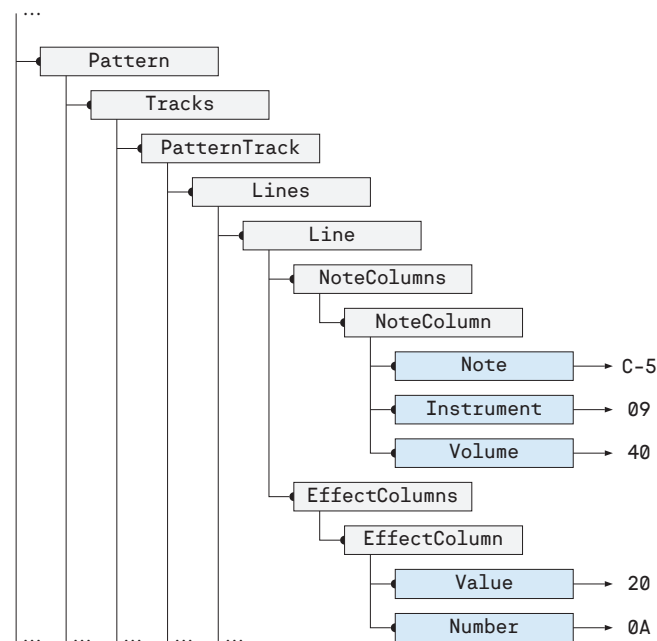 ...
Pattern
Tracks
PatternTrack
Lines
Line
NoteColumns
NoteColumn
Note C-5
Instrument 09
Volume 40
EffectColumns
EffectColumn
Value 20
Number 0A
... ... ... ... ...